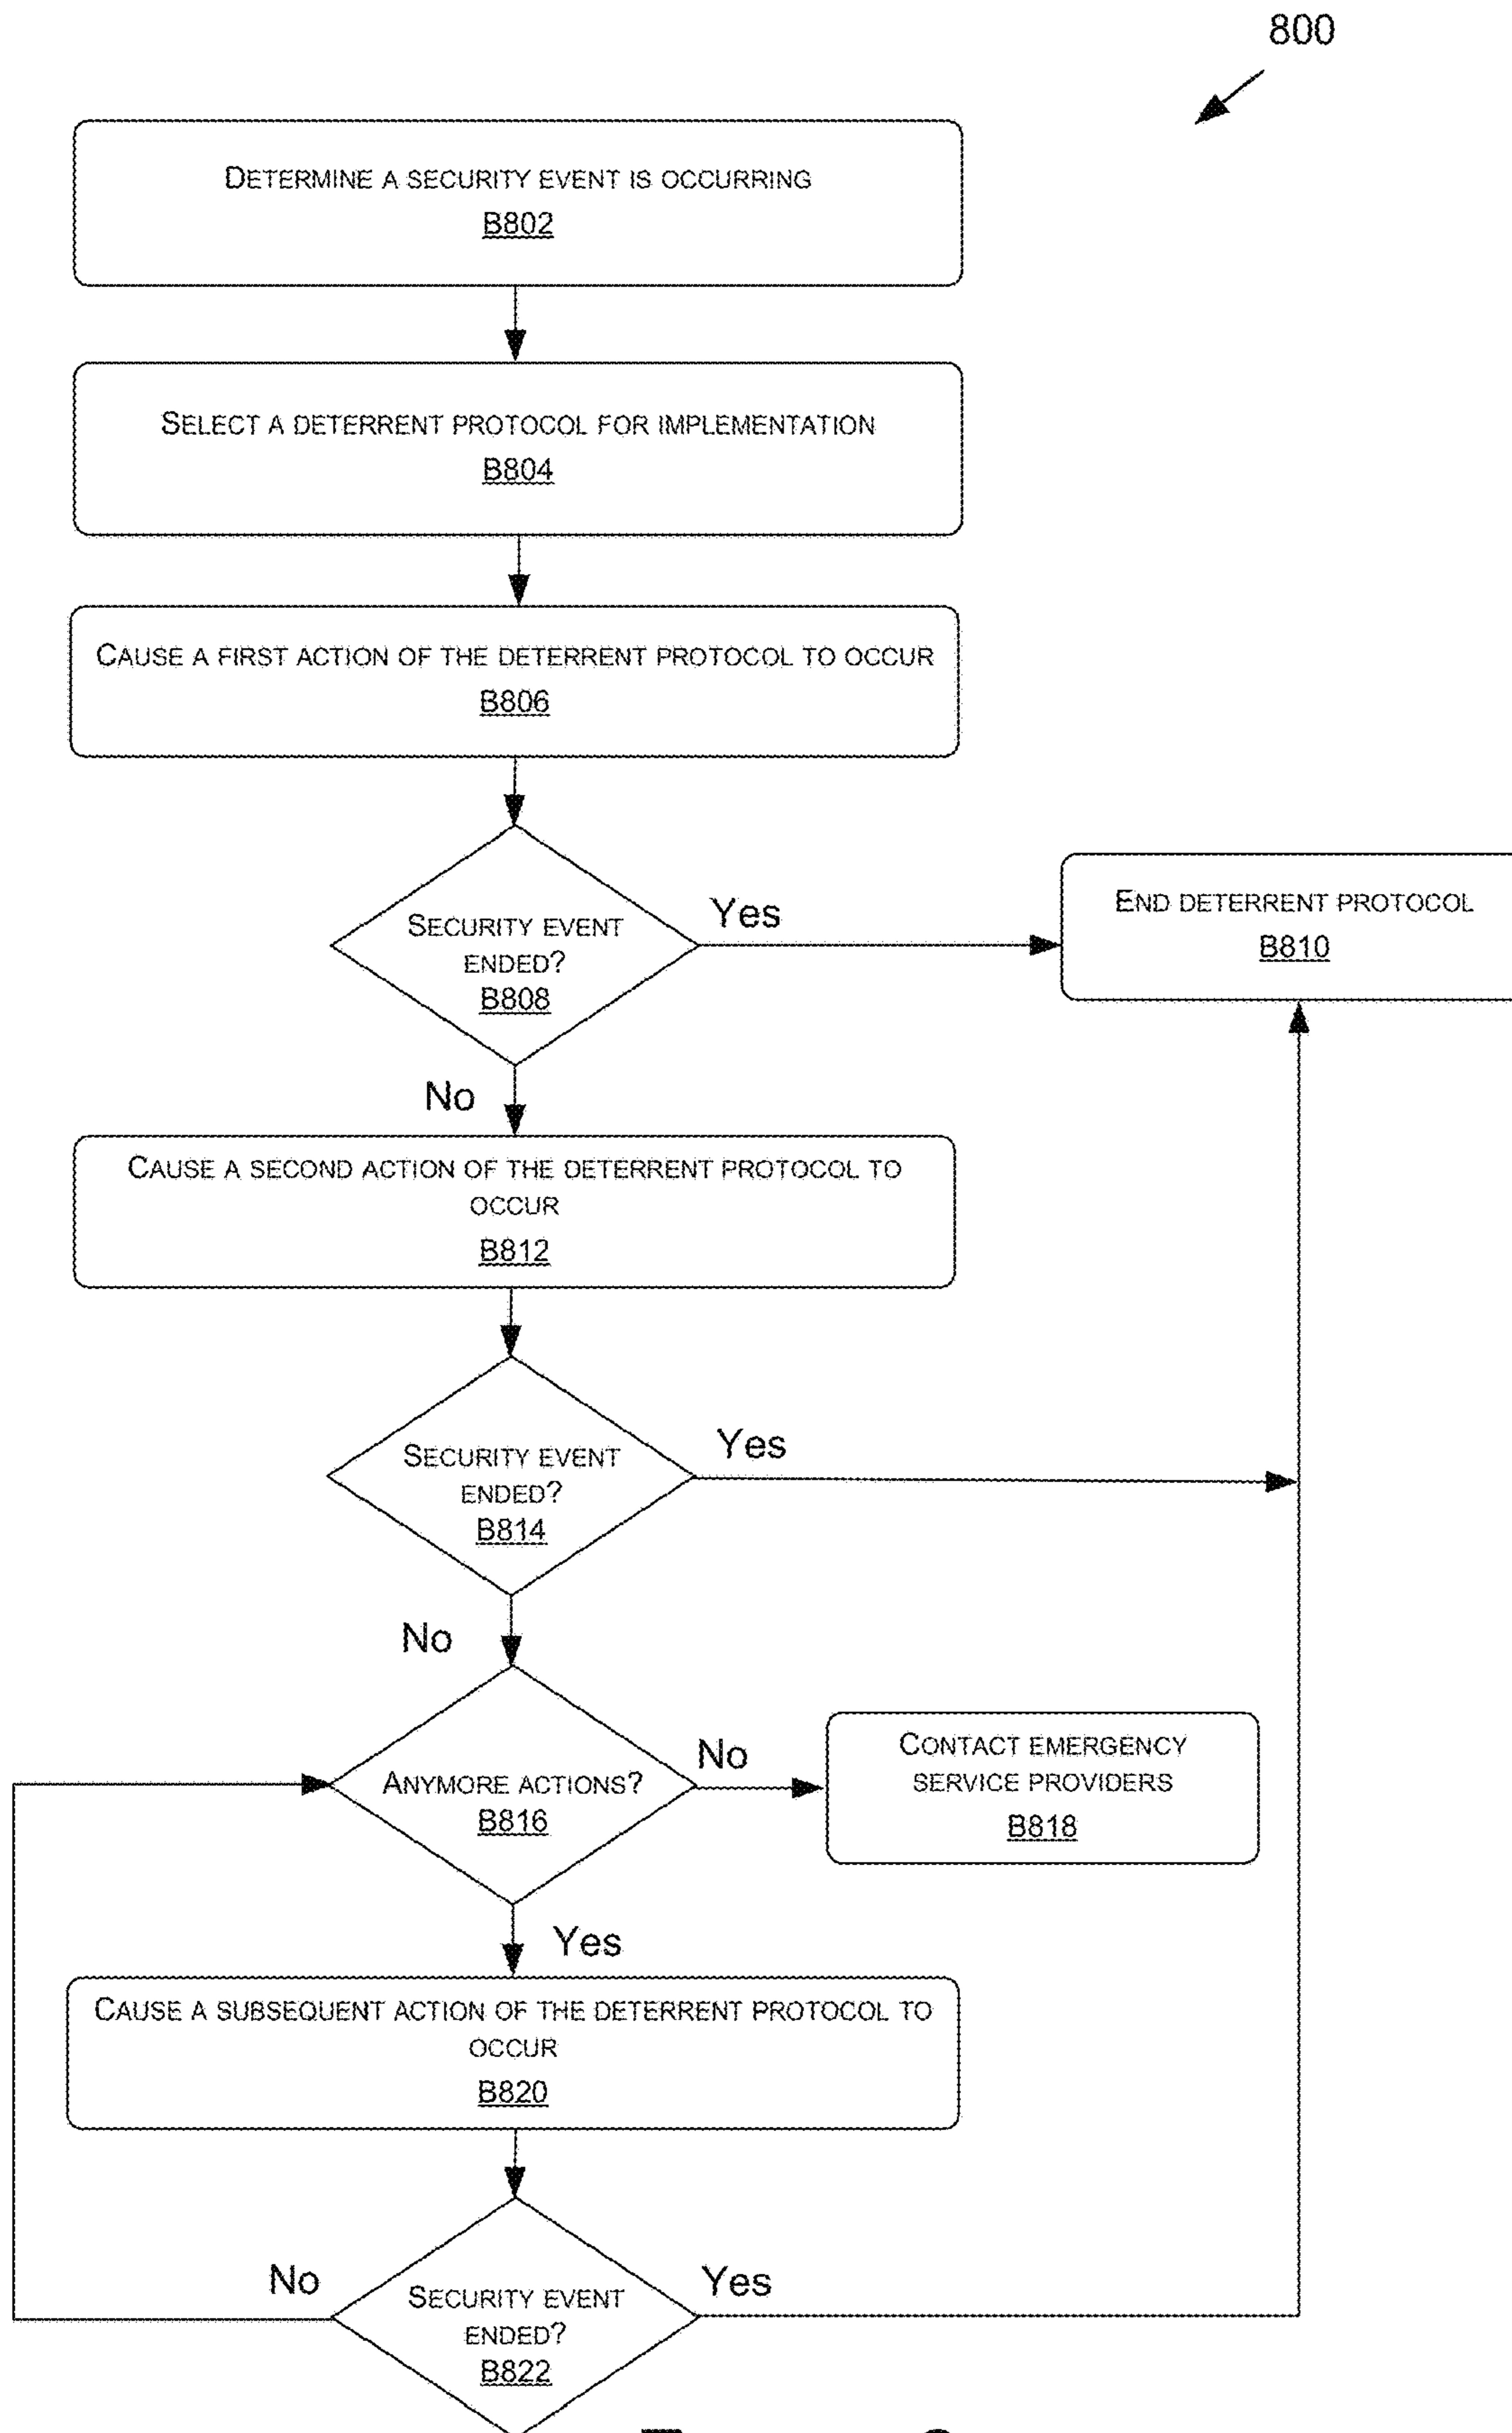 800
DETERMINE A SECURITY EVENT IS OCCURRING
B802
SELECT A DETERRENT PROTOCOL FOR IMPLEMENTATION
B804
CAUSE A FIRST ACTION OF THE DETERRENT PROTOCOL TO OCCUR
B806
SECURITY EVENT
ENDED?
B808
Yes
END DETERRENT PROTOCOL
B810
No
CAUSE A SECOND ACTION OF THE DETERRENT PROTOCOL TO
OCCUR
B812
SECURITY EVENT
ENDED?
B814
Yes
No
ANYMORE ACTIONS?
B816
No
CONTACT EMERGENCY
SERVICE PROVIDERS
B818
Yes
CAUSE A SUBSEQUENT ACTION OF THE DETERRENT PROTOCOL TO
OCCUR
B820
No
SECURITY EVENT
ENDED?
B822
Yes